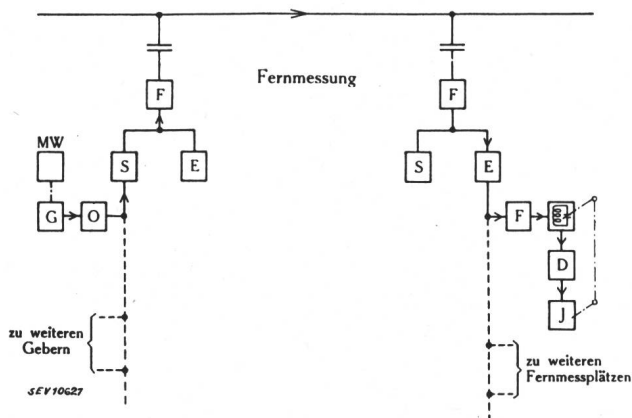 F
Fernmessung
F
MW
S
E
S
E
G
O
F
D
J
zu weiteren
Gebern
zu weiteren
Fernmessplätzen
SEV10627